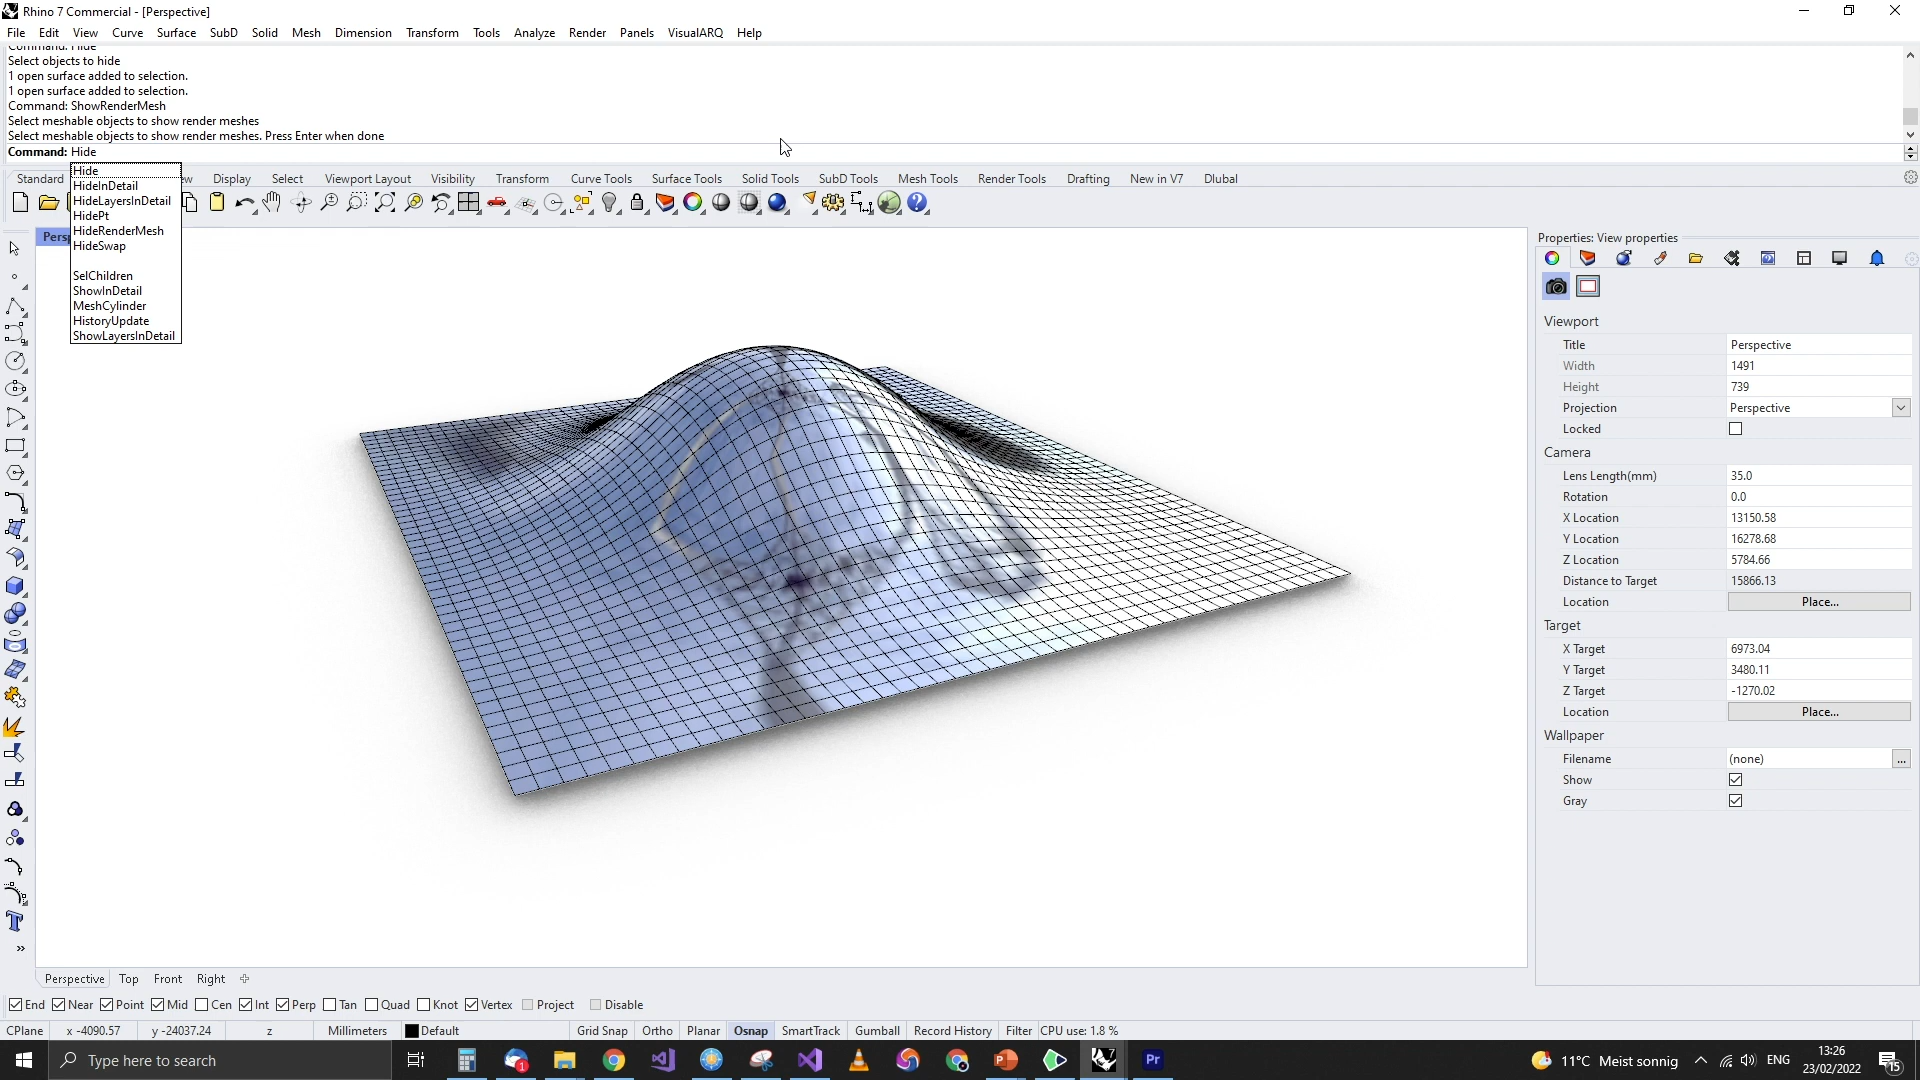 Rhino 7 Commercial - [Perspective]
File Edit View Curve Surface SubD Solid Mesh Dimension Transform Tools Analyze Render Panels VisualARQ Help
Command: Hide
Select objects to hide
1 open surface added to selection.
1 open surface added to selection.
Command: ShowRenderMesh
Select meshable objects to show render meshes
Select meshable objects to show render meshes. Press Enter when done
Command: Hide
Hide
HideInDetail
HideLayersInDetail
HidePt
HideRenderMesh
HideSwap
SelChildren
ShowInDetail
MeshCylinder
HistoryUpdate
ShowLayersInDetail
Standard Display Select Viewport Layout Visibility Transform Curve Tools Surface Tools Solid Tools SubD Tools Mesh Tools Render Tools Drafting New in V7 Dlubal
Properties: View properties
Viewport
Title Perspective
Width 1491
Height 739
Projection Perspective
Locked
Camera
Lens Length(mm) 35.0
Rotation 0.0
X Location 13150.58
Y Location 16278.68
Z Location 5784.66
Distance to Target 15866.13
Location Place...
Target
X Target 6973.04
Y Target 3480.11
Z Target -1270.02
Location Place...
Wallpaper
Filename (none) ...
Show
Gray
Perspective Top Front Right
End Near Point Mid Cen Int Perp Tan Quad Knot Vertex Project Disable
CPlane x -4090.57 y -24037.24 z Millimeters Default Grid Snap Ortho Planar Osnap SmartTrack Gumball Record History Filter CPU use: 1.8 %
Type here to search
11°C Meist sonnig ENG
13:26
23/02/2022
15